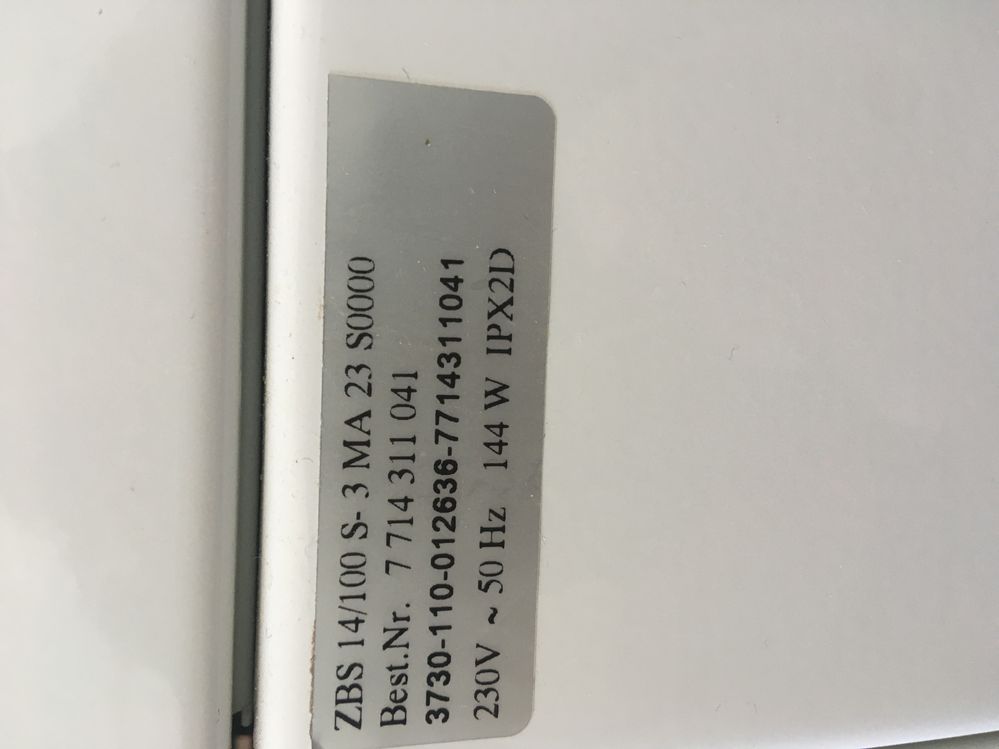 ZBS 14/100 S- 3 MA 23 S0000
Best.Nr. 7 714 311 041
3730-110-012636-7714311041
230V ~ 50 Hz 144 W IPX2D